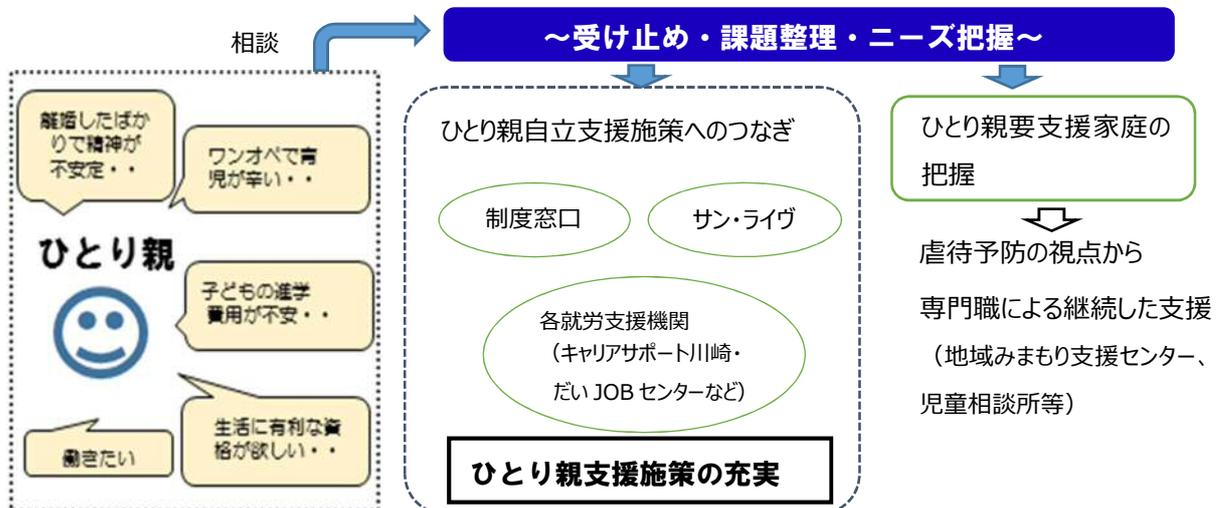 相談
～受け止め・課題整理・ニーズ把握～
離婚したばか
りで精神が
不安定・・
ワンオペで育
児が辛い・・
ひとり親
子どもの進学
費用が不安・・
生活に有利な資
格が欲しい・・
働きたい
ひとり親自立支援施策へのつなぎ
制度窓口
サン・ライヴ
各就労支援機関
（キャリアサポート川崎・
だい JOB センターなど）
ひとり親支援施策の充実
ひとり親要支援家庭の
把握
虐待予防の視点から
専門職による継続した支援
（地域みまもり支援センター、
児童相談所等）